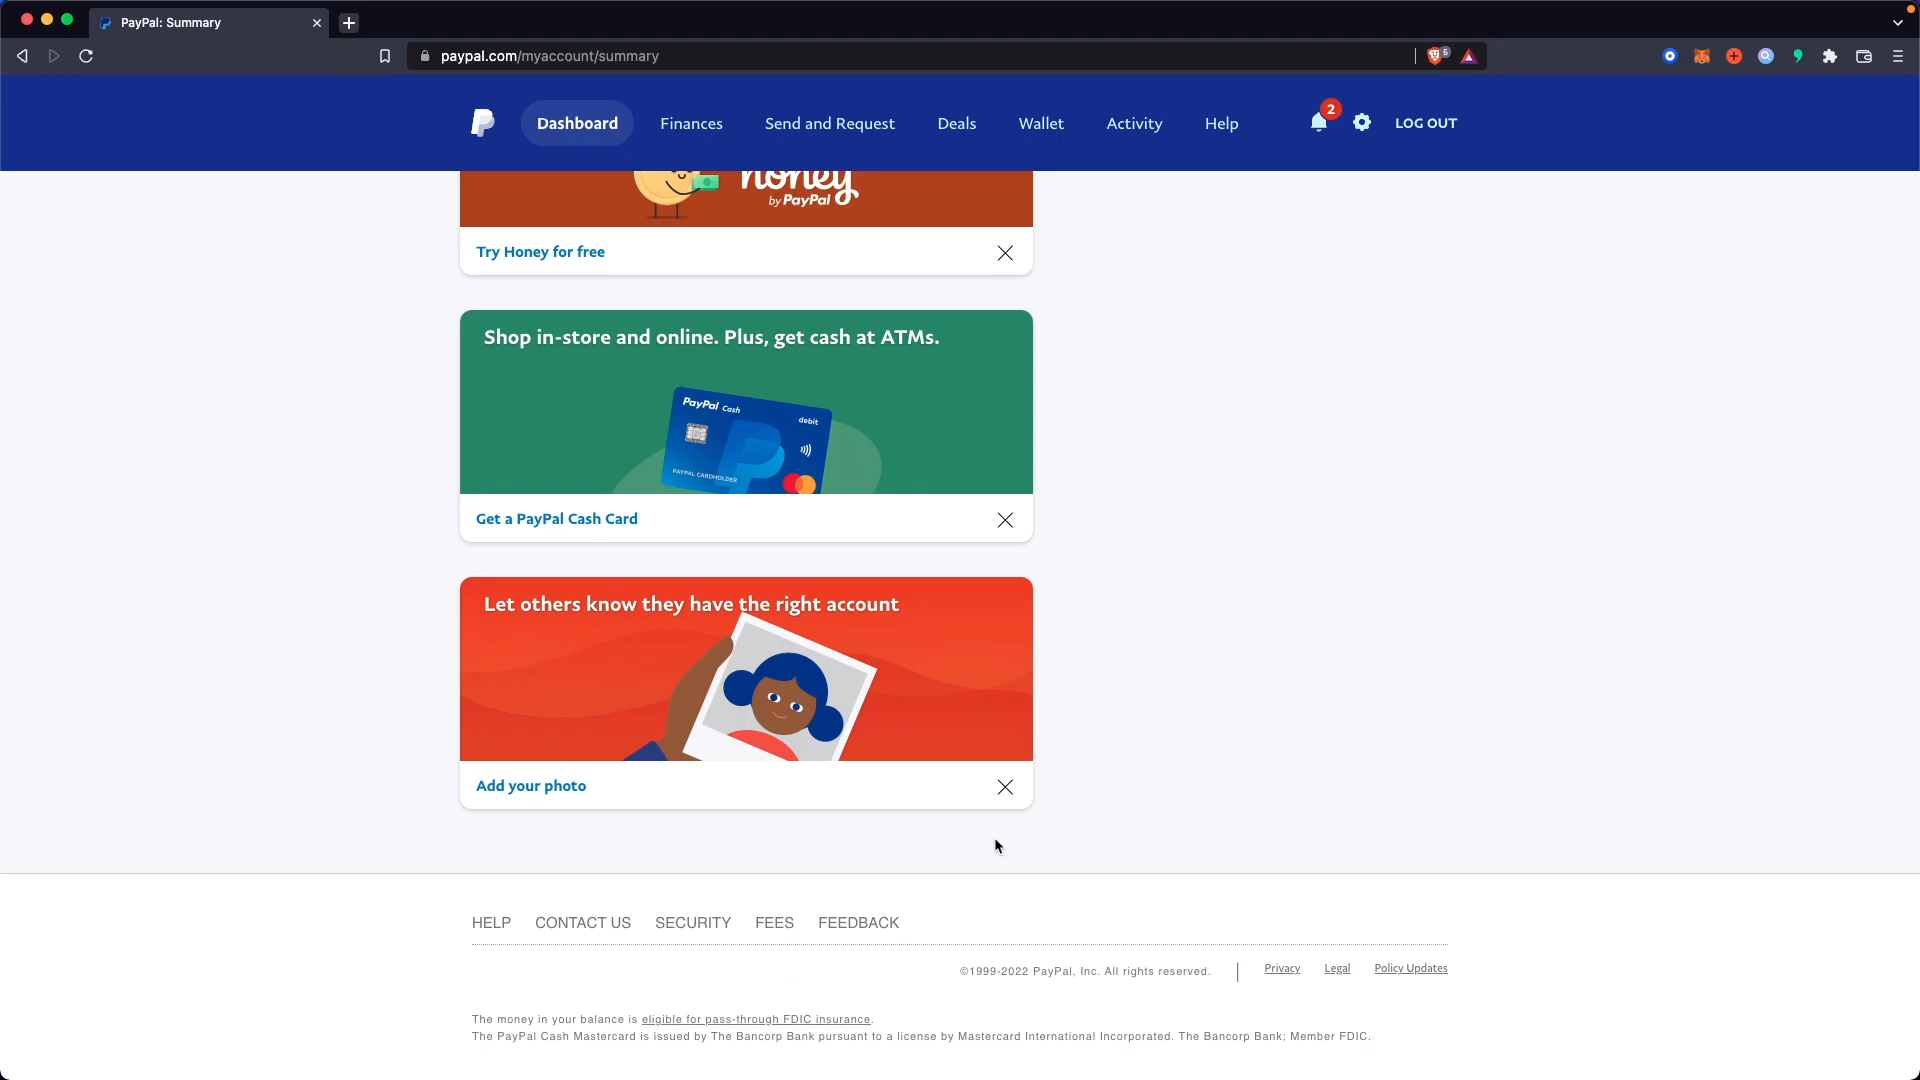 PayPal: Summary
paypal.com/myaccount/summary
5
Dashboard
Finances
Send and Request
Deals
Wallet
Activity
Help
2
LOG OUT
honey
by PayPal
Try Honey for free
Shop in-store and online. Plus, get cash at ATMs.
PayPal Cash
debit
PAYPAL CARDHOLDER
Get a PayPal Cash Card
Let others know they have the right account
Add your photo
HELP
CONTACT US
SECURITY
FEES
FEEDBACK
©1999-2022 PayPal, Inc. All rights reserved.
Privacy
Legal
Policy Updates
The money in your balance is eligible for pass-through FDIC insurance.
The PayPal Cash Mastercard is issued by The Bancorp Bank pursuant to a license by Mastercard International Incorporated. The Bancorp Bank; Member FDIC.